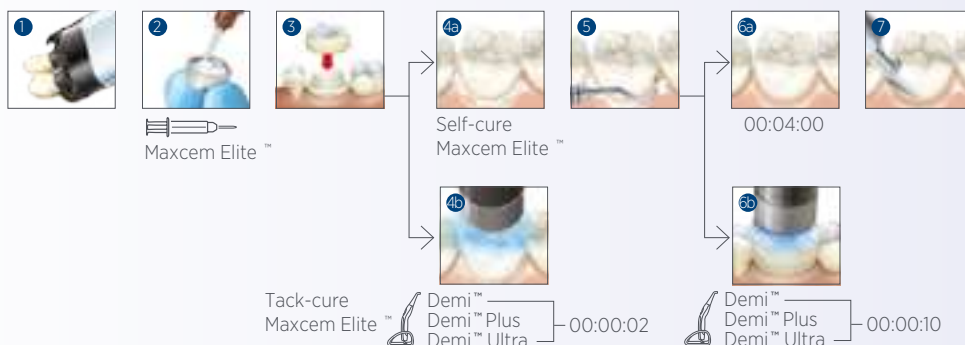 1
2
3
4a
5
6a
7
Maxcem Elite ™
Self-cure
Maxcem Elite ™
00:04:00
4b
6b
Tack-cure
Maxcem Elite ™
Demi™
Demi™ Plus
Demi™ Ultra
00:00:02
Demi™
Demi™ Plus
Demi™ Ultra
00:00:10